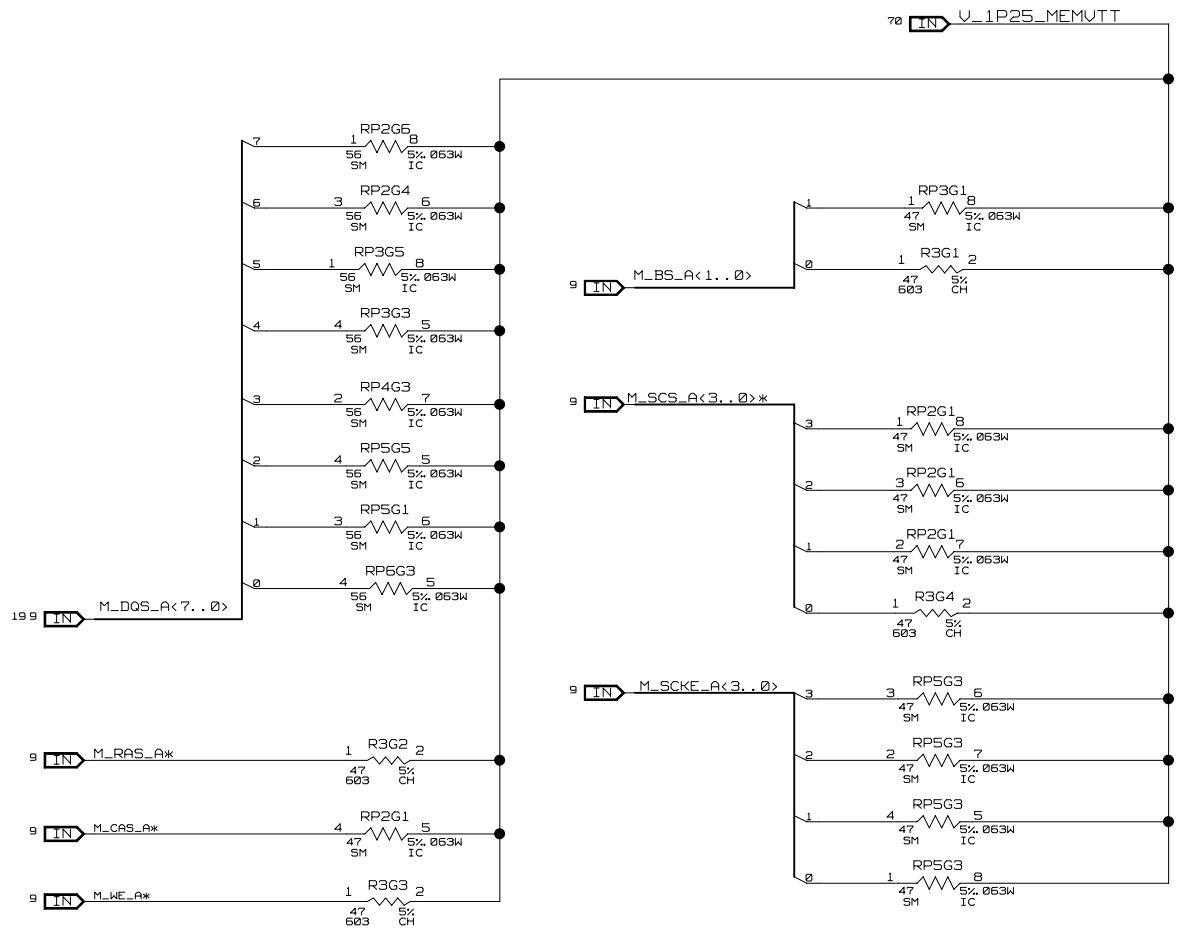 70 IN V_1P25_MEMVTT
7 1 RP2G6 8
56 5% .063W
SM IC
6 3 RP2G4 6
56 5% .063W
SM IC
5 1 RP3G5 8
56 5% .063W
SM IC
4 4 RP3G3 5
56 5% .063W
SM IC
3 2 RP4G3 7
56 5% .063W
SM IC
2 4 RP5G5 5
56 5% .063W
SM IC
1 3 RP5G1 6
56 5% .063W
SM IC
0 4 RP6G3 5
56 5% .063W
SM IC
19 9 IN M_DQS_A<7..0>
9 IN M_RAS_A* 1 R3G2 2
47 5%
603 CH
9 IN M_CAS_A* 4 RP2G1 5
47 5% .063W
SM IC
9 IN M_WE_A* 1 R3G3 2
47 5%
603 CH
1 1 RP3G1 8
47 5% .063W
SM IC
0 1 R3G1 2
47 5%
603 CH
9 IN M_BS_A<1..0>
9 IN M_SCS_A<3..0>*
3 1 RP2G1 8
47 5% .063W
SM IC
2 3 RP2G1 6
47 5% .063W
SM IC
1 2 RP2G1 7
47 5% .063W
SM IC
0 1 R3G4 2
47 5%
603 CH
9 IN M_SCKE_A<3..0>
3 3 RP5G3 6
47 5% .063W
SM IC
2 2 RP5G3 7
47 5% .063W
SM IC
1 4 RP5G3 5
47 5% .063W
SM IC
0 1 RP5G3 8
47 5% .063W
SM IC